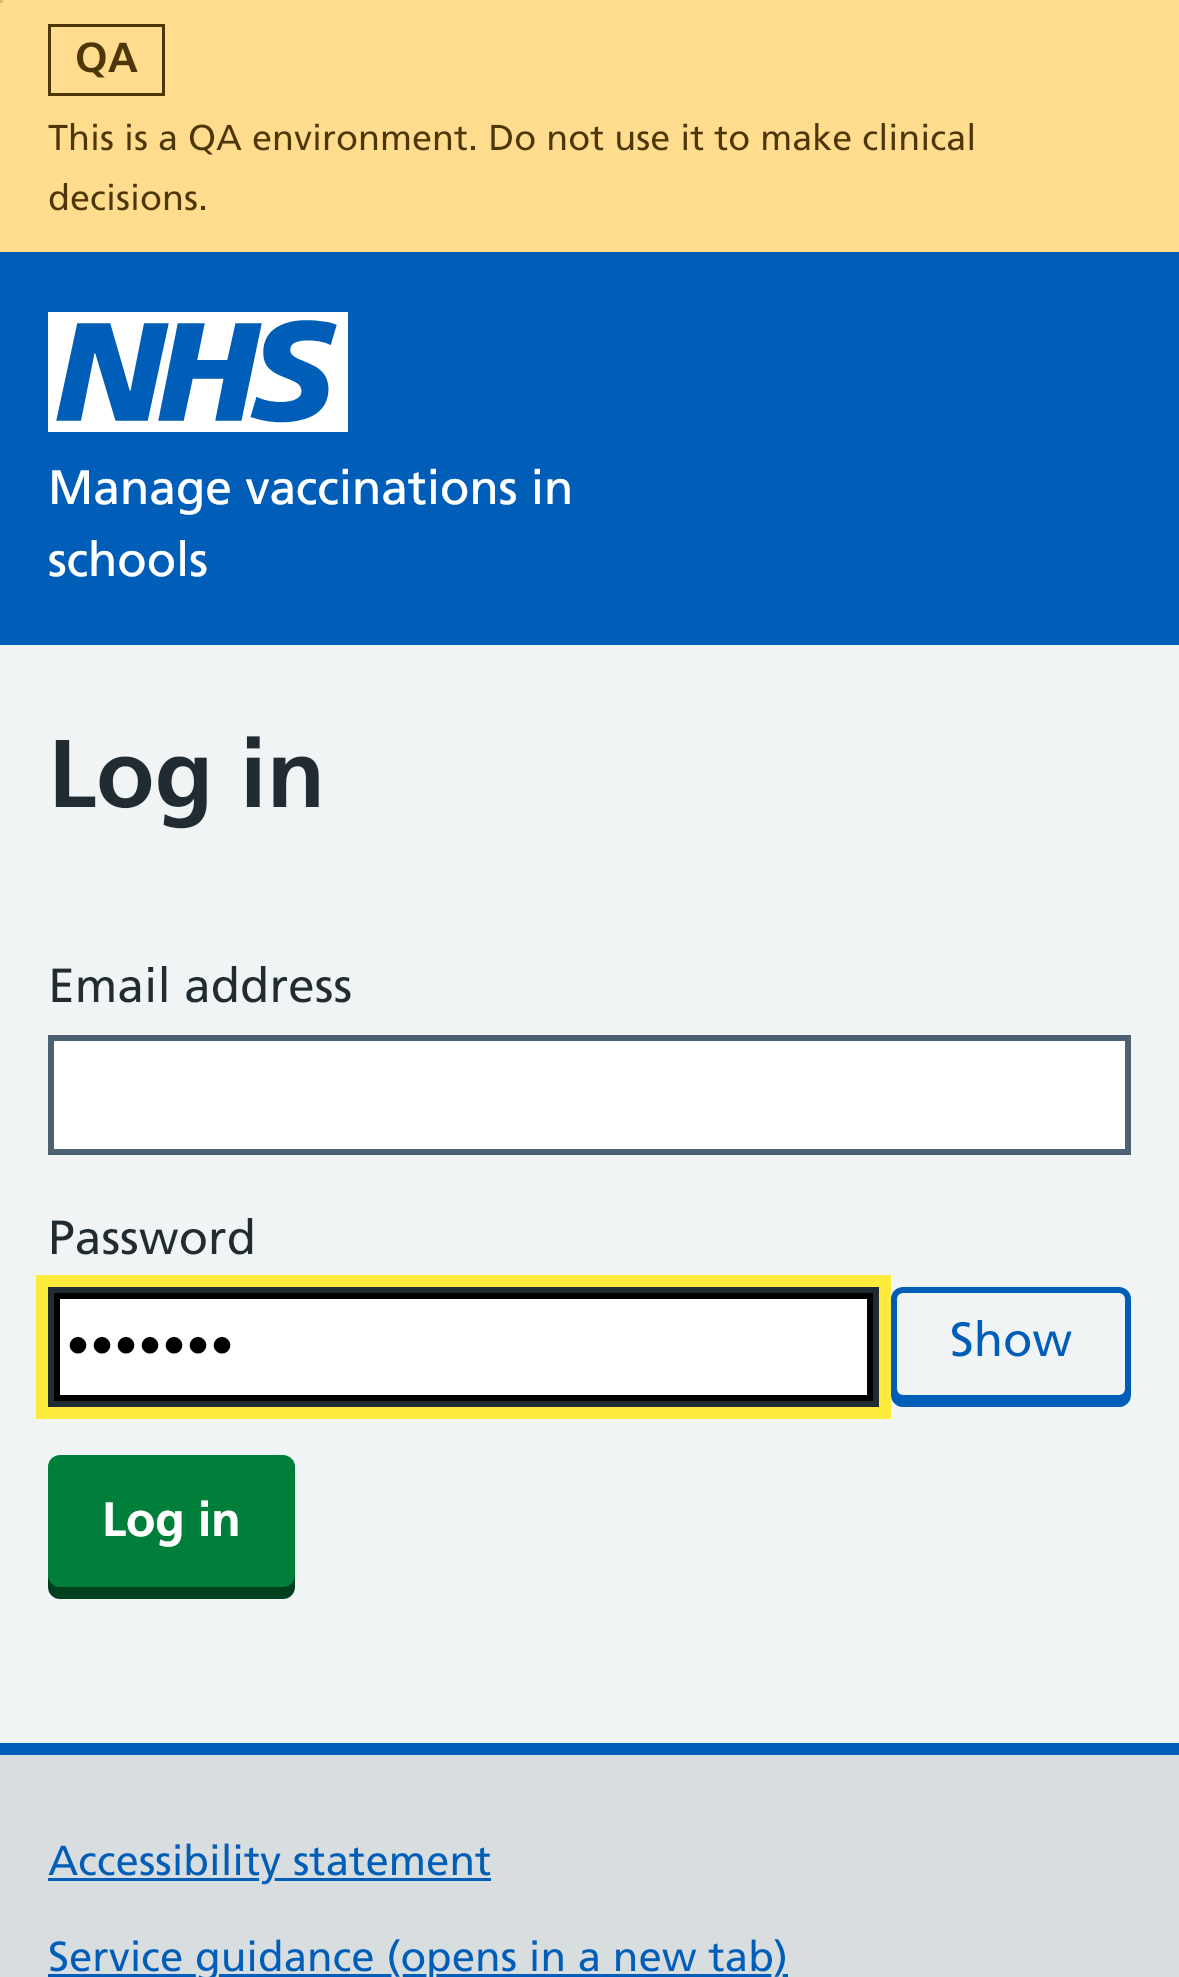 QA
This is a QA environment. Do not use it to make clinical
decisions.
NHS
Manage vaccinations in
schools
Log in
Email address
Password
•••••••
Show
Log in
Accessibility statement
Service guidance (opens in a new tab)